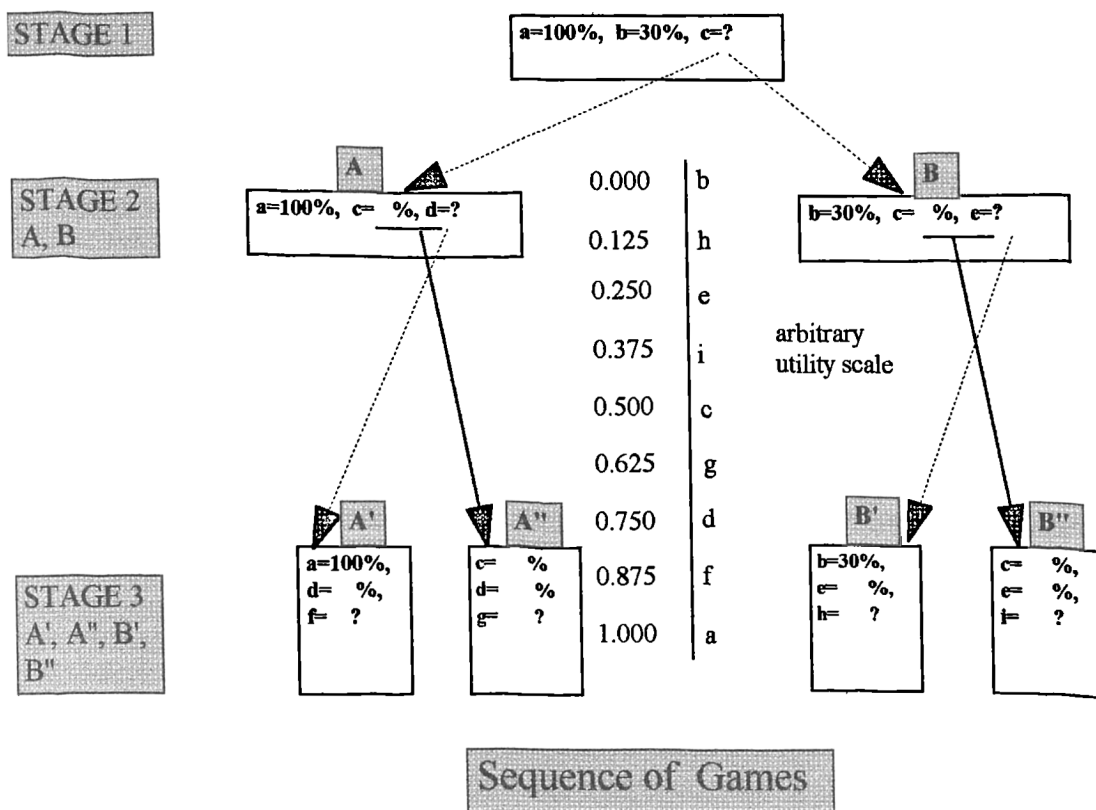 STAGE 1
a=100%, b=30%, c=?
STAGE 2
A, B
A
a=100%, c= %, d=?
0.000 b
0.125 h
0.250 e
0.375 i
0.500 c
0.625 g
0.750 d
0.875 f
1.000 a
B
b=30%, c= %, e=?
arbitrary
utility scale
STAGE 3
A', A", B',
B"
A'
a=100%,
d= %,
f= ?
A"
c= %
d= %
g= ?
B'
b=30%,
e= %,
h= ?
B"
c= %,
e= %,
i= ?
Sequence of Games